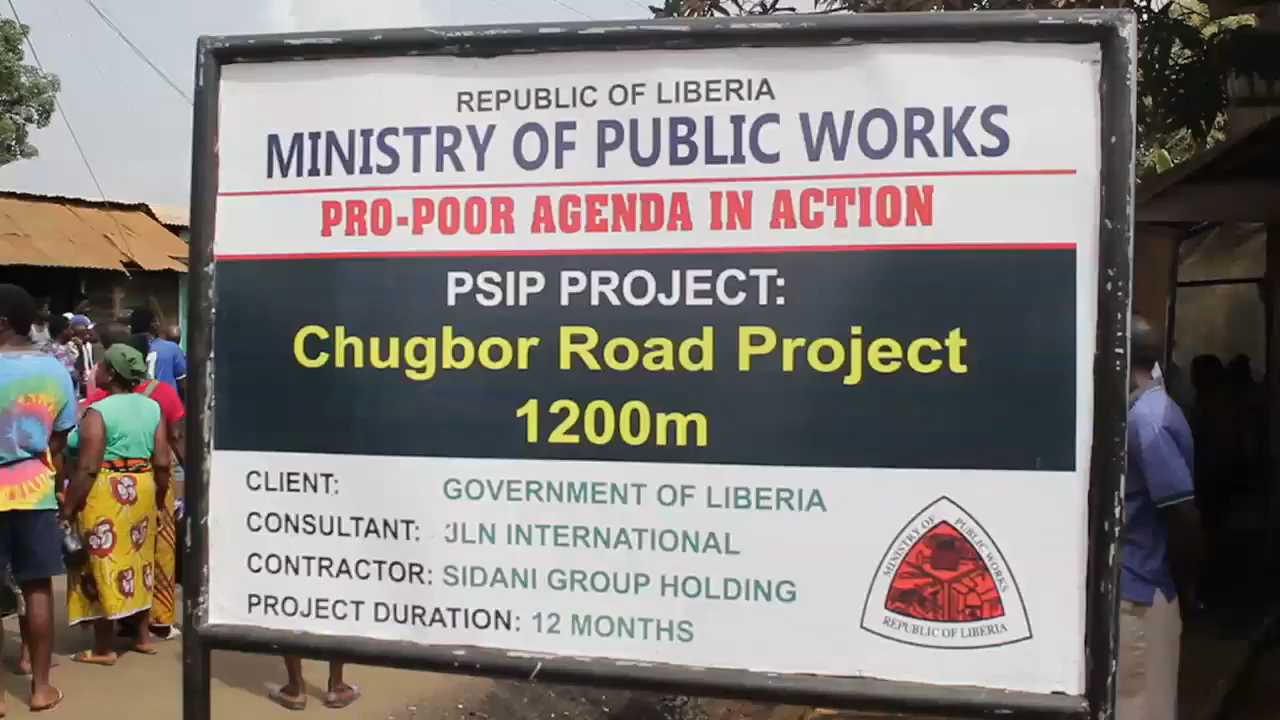 REPUBLIC OF LIBERIA
MINISTRY OF PUBLIC WORKS
PRO-POOR AGENDA IN ACTION
PSIP PROJECT:
Chugbor Road Project
1200m
CLIENT: GOVERNMENT OF LIBERIA
CONSULTANT: JLN INTERNATIONAL
CONTRACTOR: SIDANI GROUP HOLDING
PROJECT DURATION: 12 MONTHS
MINISTRY OF PUBLIC WORKS
REPUBLIC OF LIBERIA